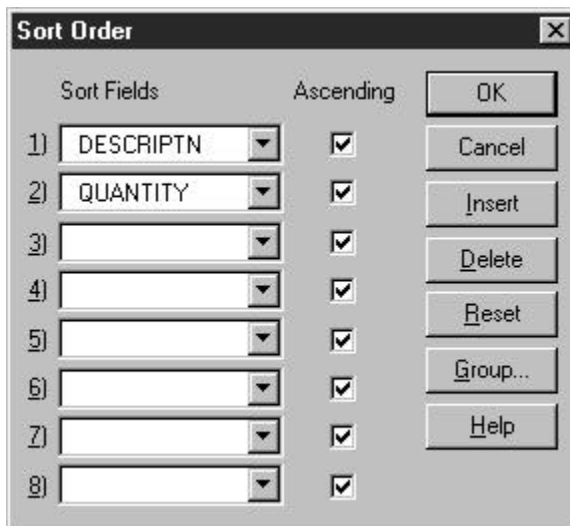 Sort Order
Sort Fields Ascending OK
1) DESCRIPTN Cancel
2) QUANTITY Insert
3) Delete
4) Reset
5)
6) Group...
7) Help
8)